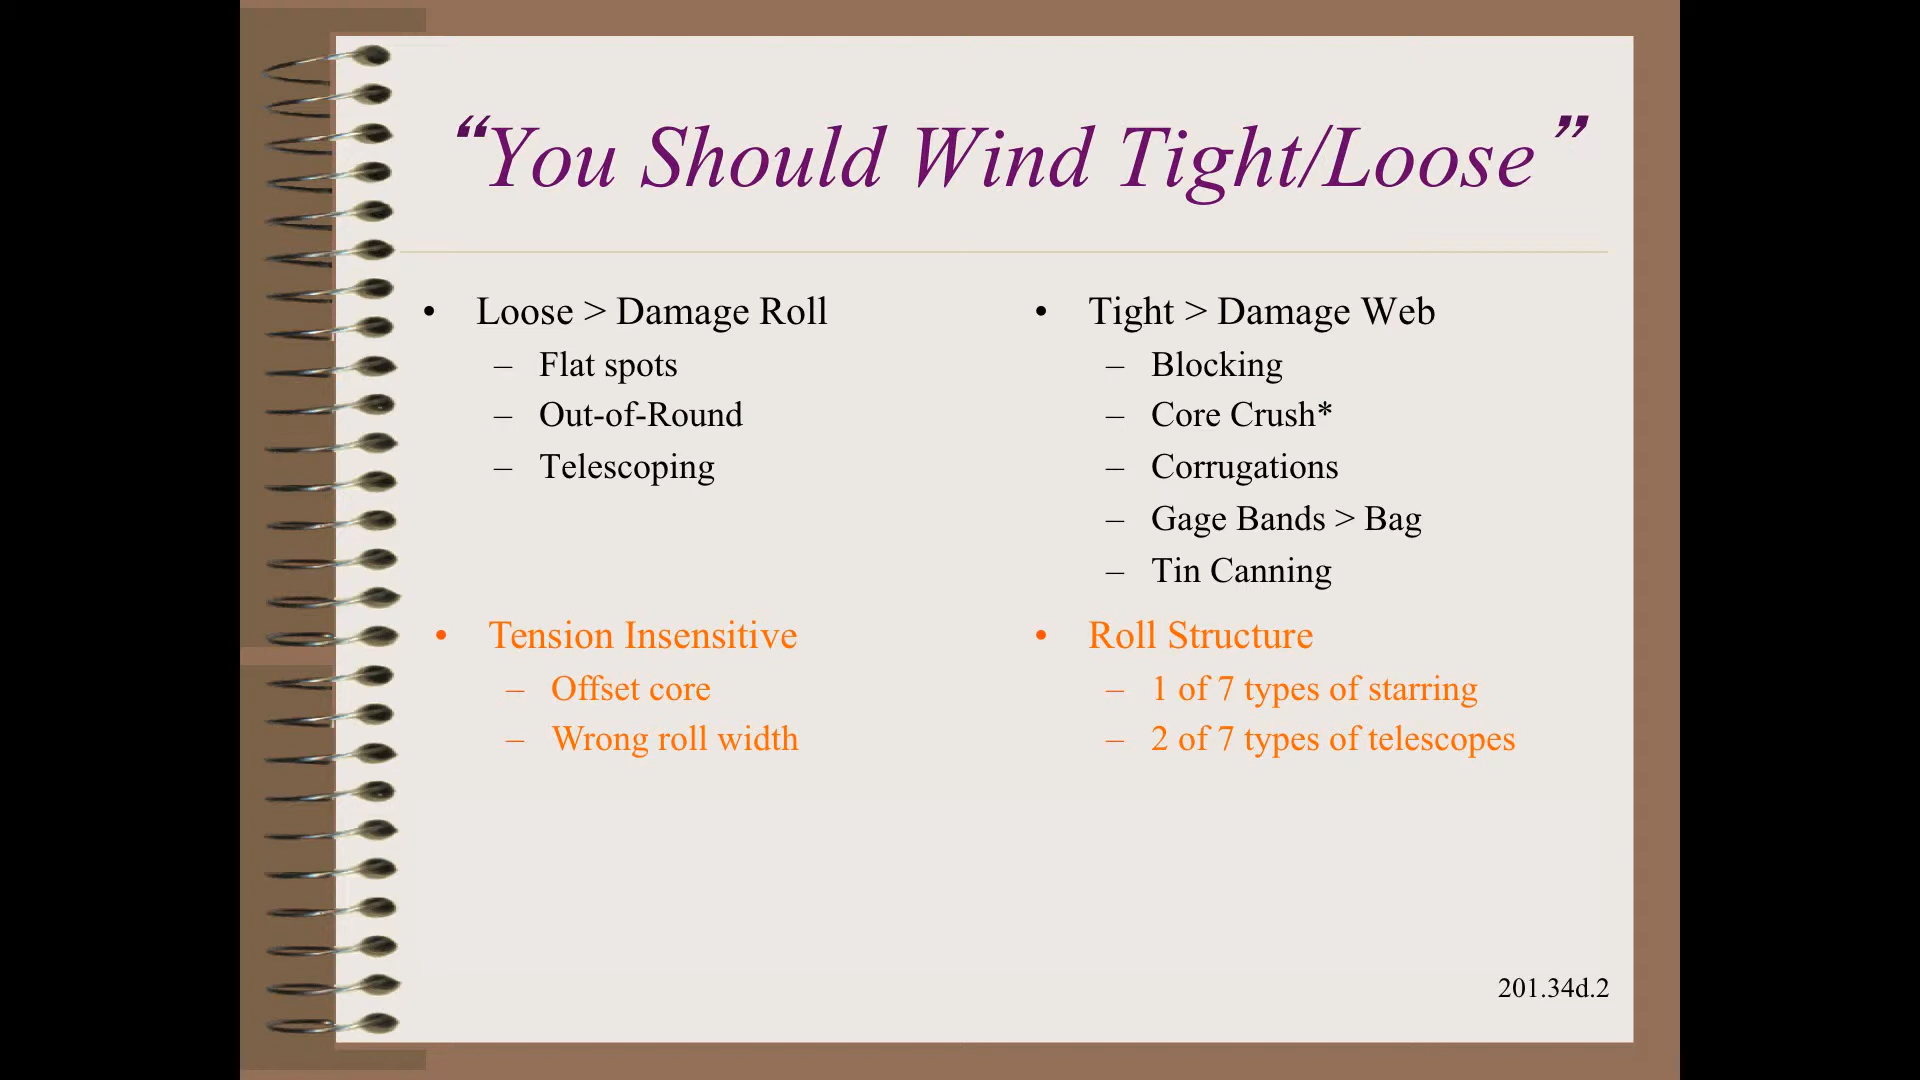 “You Should Wind Tight/Loose”
• Loose > Damage Roll
– Flat spots
– Out-of-Round
– Telescoping
• Tension Insensitive
– Offset core
– Wrong roll width
• Tight > Damage Web
– Blocking
– Core Crush*
– Corrugations
– Gage Bands > Bag
– Tin Canning
• Roll Structure
– 1 of 7 types of starring
– 2 of 7 types of telescopes
201.34d.2